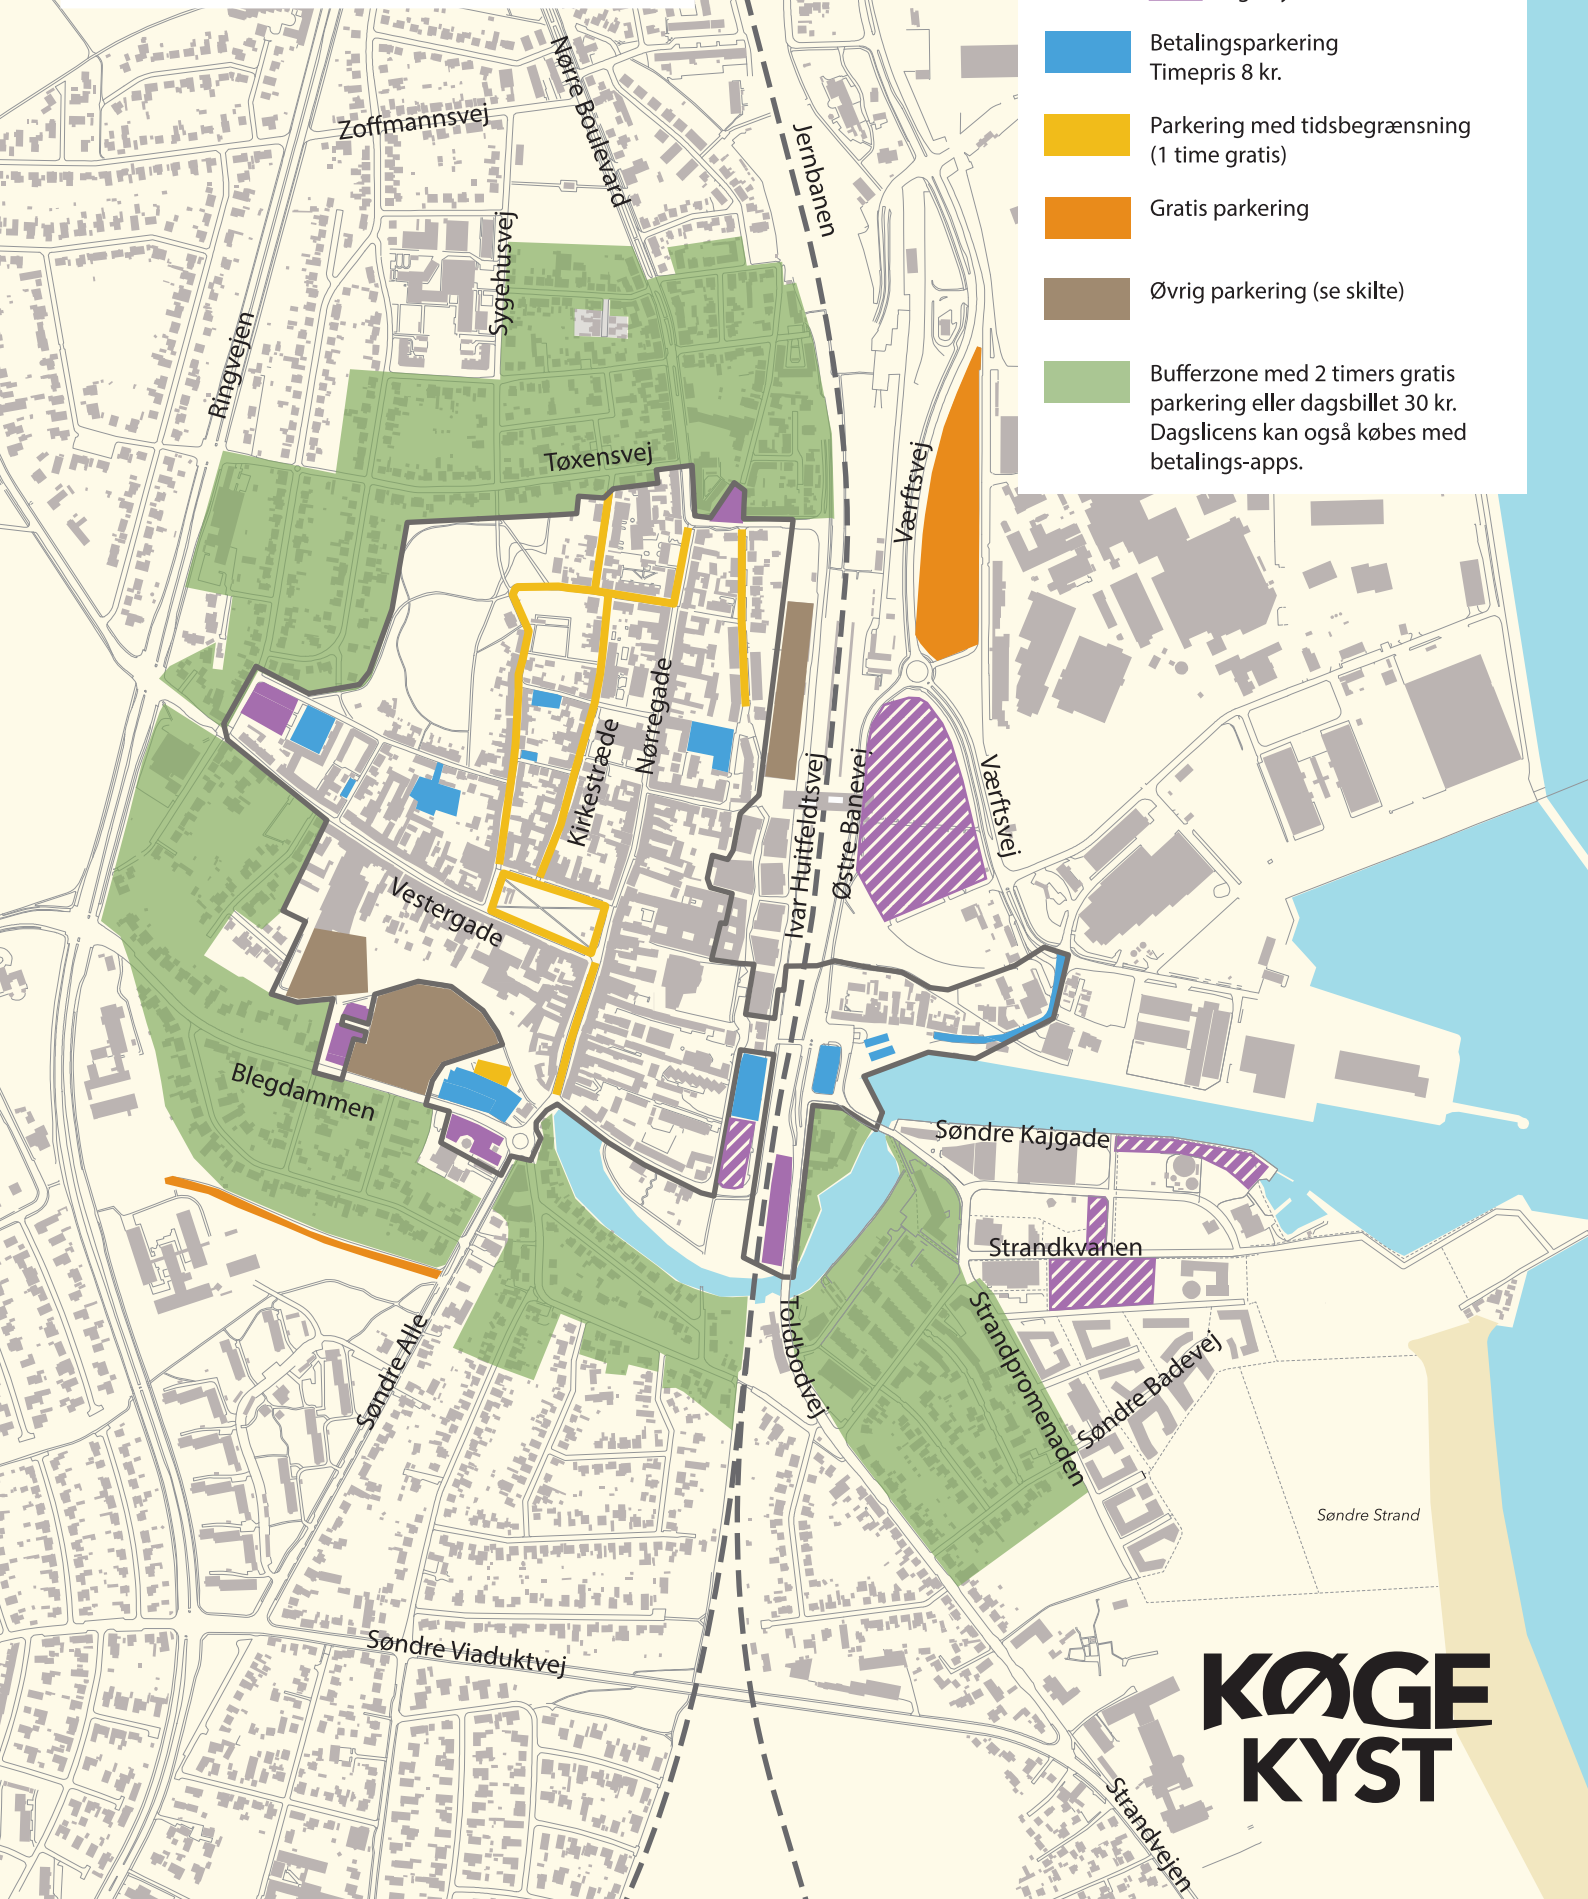 Betalingsparkering
Timepris 8 kr.
Parkering med tidsbegrænsning
(1 time gratis)
Gratis parkering
Øvrig parkering (se skilte)
Bufferzone med 2 timers gratis
parkering eller dagsbillet 30 kr.
Dagslicens kan også købes med
betalings-apps.
Nørre Boulevard
Zoffmannsvej
Jernbanen
Sygehusvej
Ringvejen
Tøxensvej
Værftsvej
Nørregade
Kirkestræde
Ivar Huitfeldtsvej
Østre Banevej
Værftsvej
Vestergade
Blegdammen
Søndre Kajgade
Strandkvanen
Søndre Alle
Toldbodvej
Strandpromenaden
Søndre Badevej
Søndre Strand
Søndre Viaduktvej
KØGE
KYST
Strandvejen